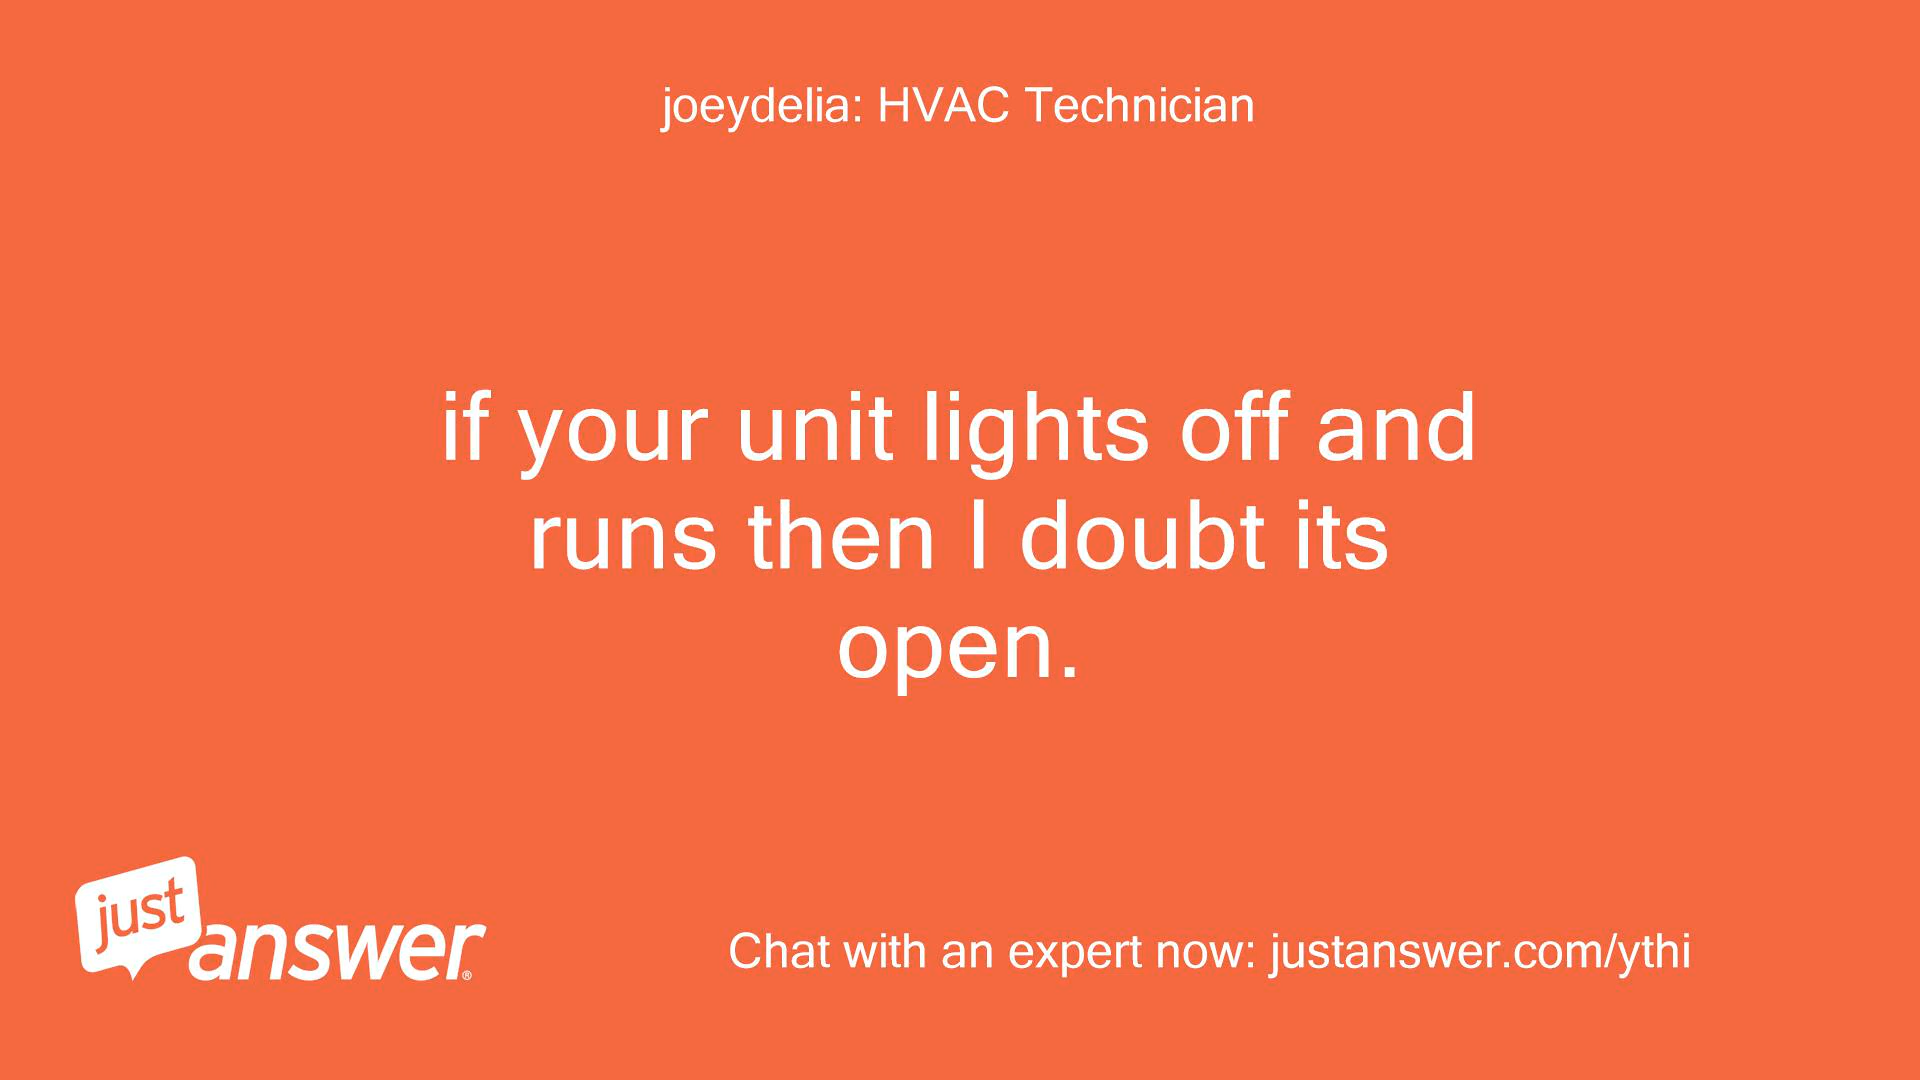 joeydelia: HVAC Technician
if your unit lights off and
runs then I doubt its
open.
just
answer®
Chat with an expert now: justanswer.com/ythi